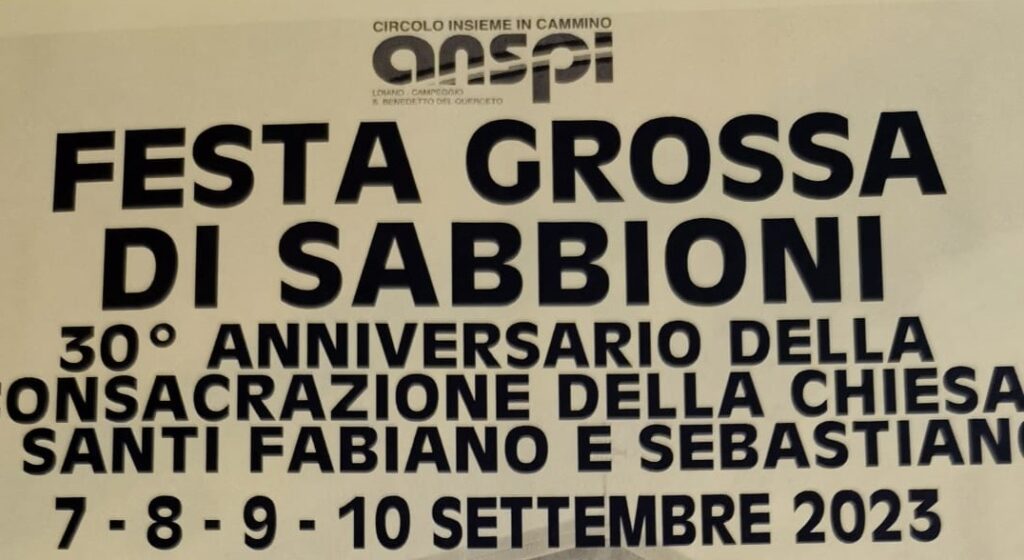 CIRCOLO INSIEME IN CAMMINO
anspi
LOIANO - CAMPEGGIO
S. BENEDETTO DEL QUERCETO
FESTA GROSSA
DI SABBIONI
30° ANNIVERSARIO DELLA
CONSACRAZIONE DELLA CHIESA
SANTI FABIANO E SEBASTIANO
7 - 8 - 9 - 10 SETTEMBRE 2023